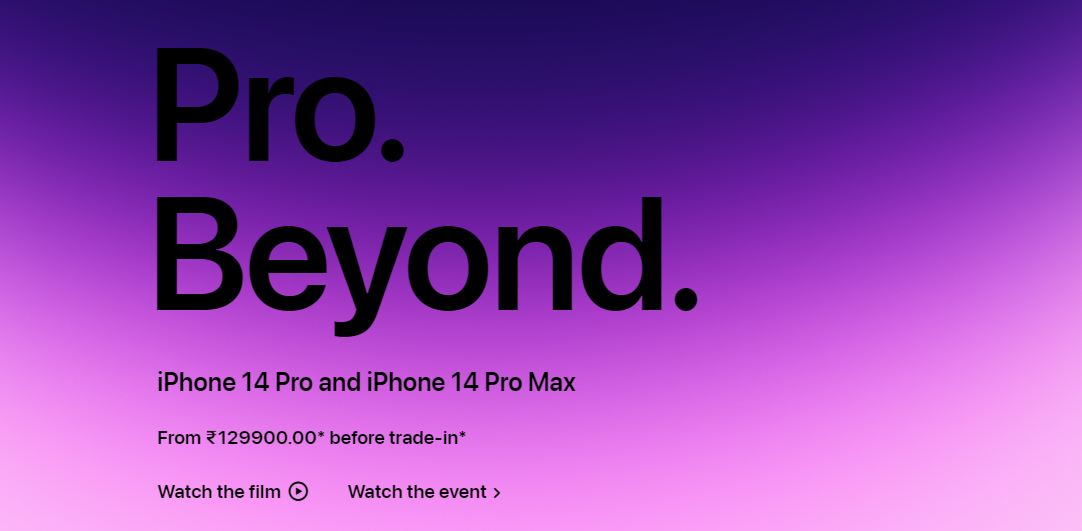 Pro.
Beyond.
iPhone 14 Pro and iPhone 14 Pro Max
From ₹129900.00* before trade-in*
Watch the film
Watch the event